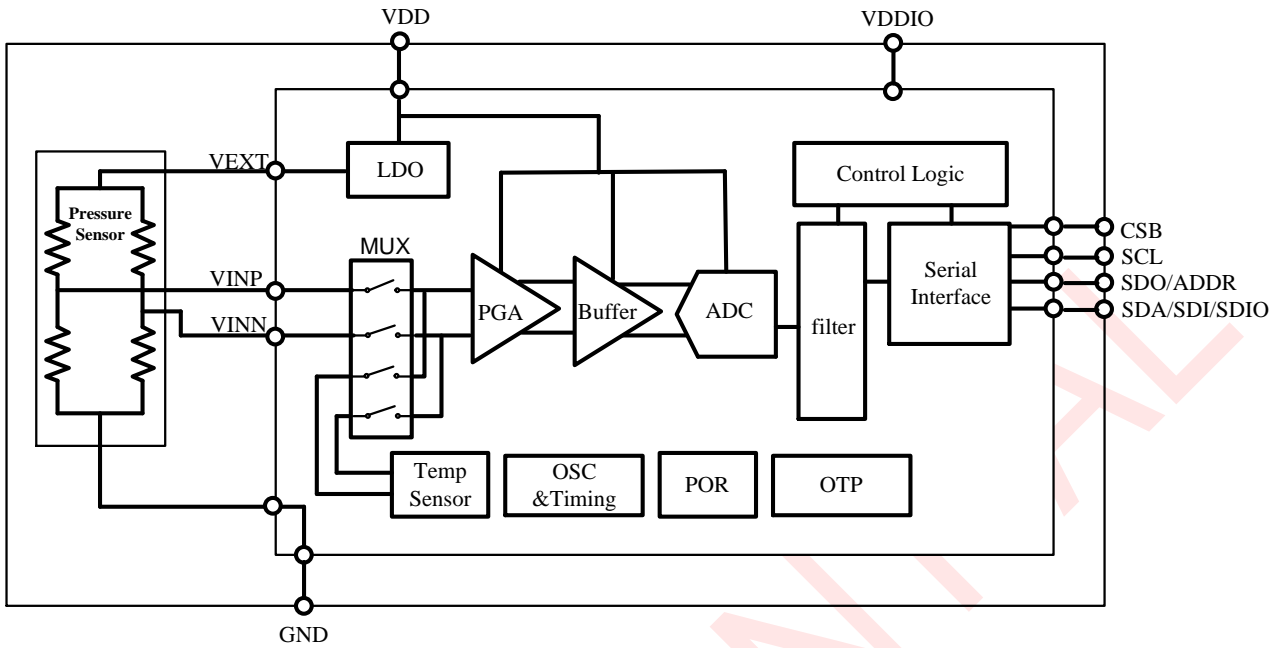 VDD
VDDIO
VEXT
LDO
Control Logic
Pressure
Sensor
MUX
CSB
SCL
SDO/ADDR
SDA/SDI/SDIO
VINP
VINN
PGA
Buffer
ADC
filter
Serial
Interface
Temp
Sensor
OSC
&Timing
POR
OTP
GND